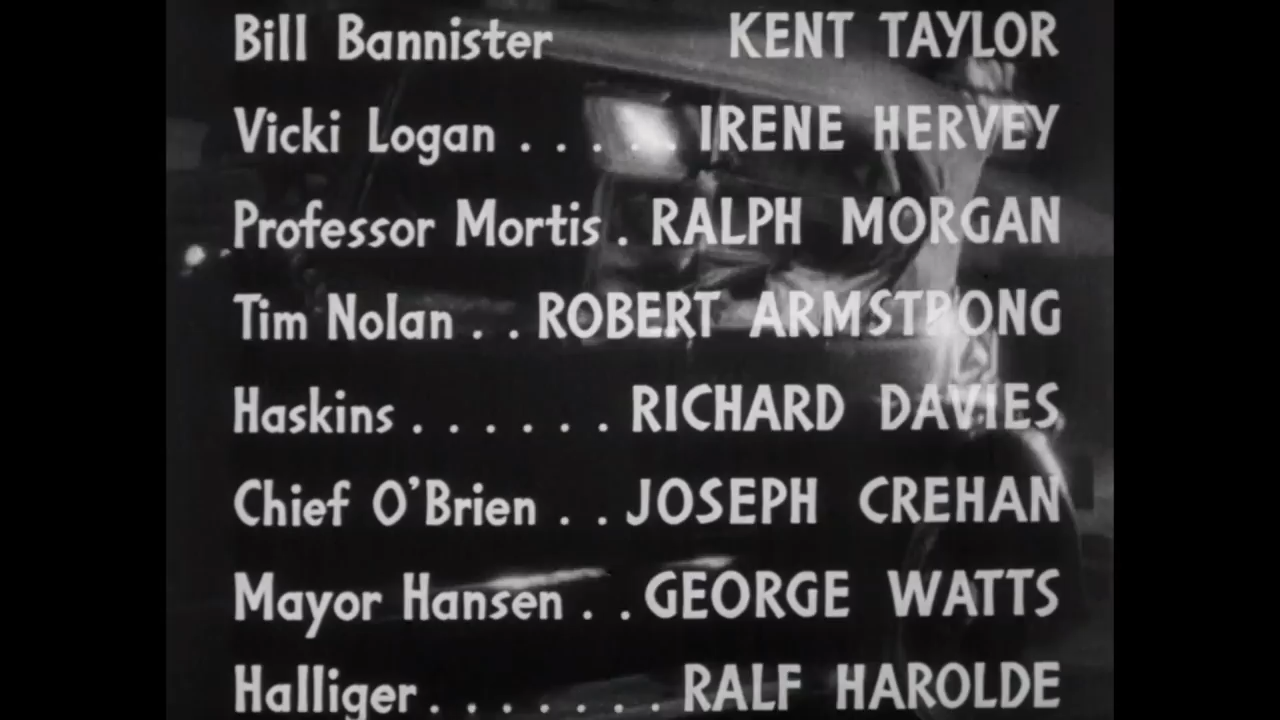 Bill Bannister KENT TAYLOR
Vicki Logan . . . . . IRENE HERVEY
Professor Mortis . RALPH MORGAN
Tim Nolan . . ROBERT ARMSTRONG
Haskins . . . . . . RICHARD DAVIES
Chief O'Brien . . JOSEPH CREHAN
Mayor Hansen . . GEORGE WATTS
Halliger . . . . . . . RALF HAROLDE